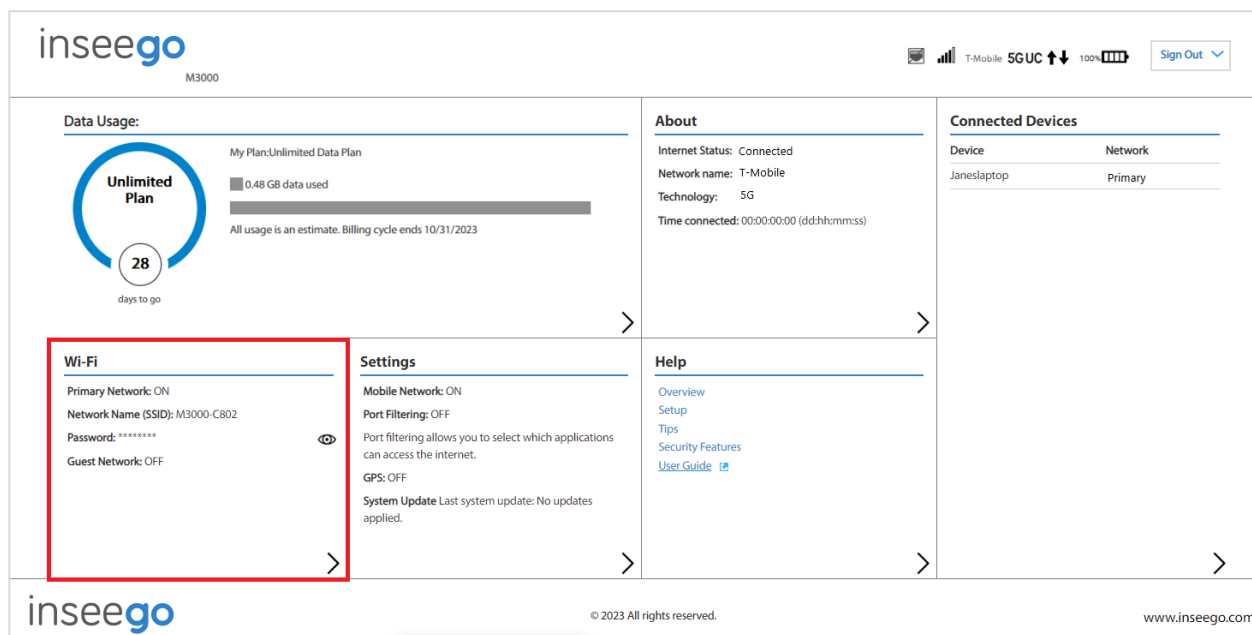 inseego
M3000
T-Mobile 5G UC 100%
Sign Out
Data Usage:
Unlimited
Plan
28
days to go
My Plan:Unlimited Data Plan
0.48 GB data used
All usage is an estimate. Billing cycle ends 10/31/2023
About
Internet Status: Connected
Network name: T-Mobile
Technology: 5G
Time connected: 00:00:00:00 (dd:hh:mm:ss)
Connected Devices
Device Network
Janeslaptop Primary
Wi-Fi
Primary Network: ON
Network Name (SSID): M3000-C802
Password: ********
Guest Network: OFF
Settings
Mobile Network: ON
Port Filtering: OFF
Port filtering allows you to select which applications
can access the internet.
GPS: OFF
System Update Last system update: No updates
applied.
Help
Overview
Setup
Tips
Security Features
User Guide
inseego
© 2023 All rights reserved.
www.inseego.com